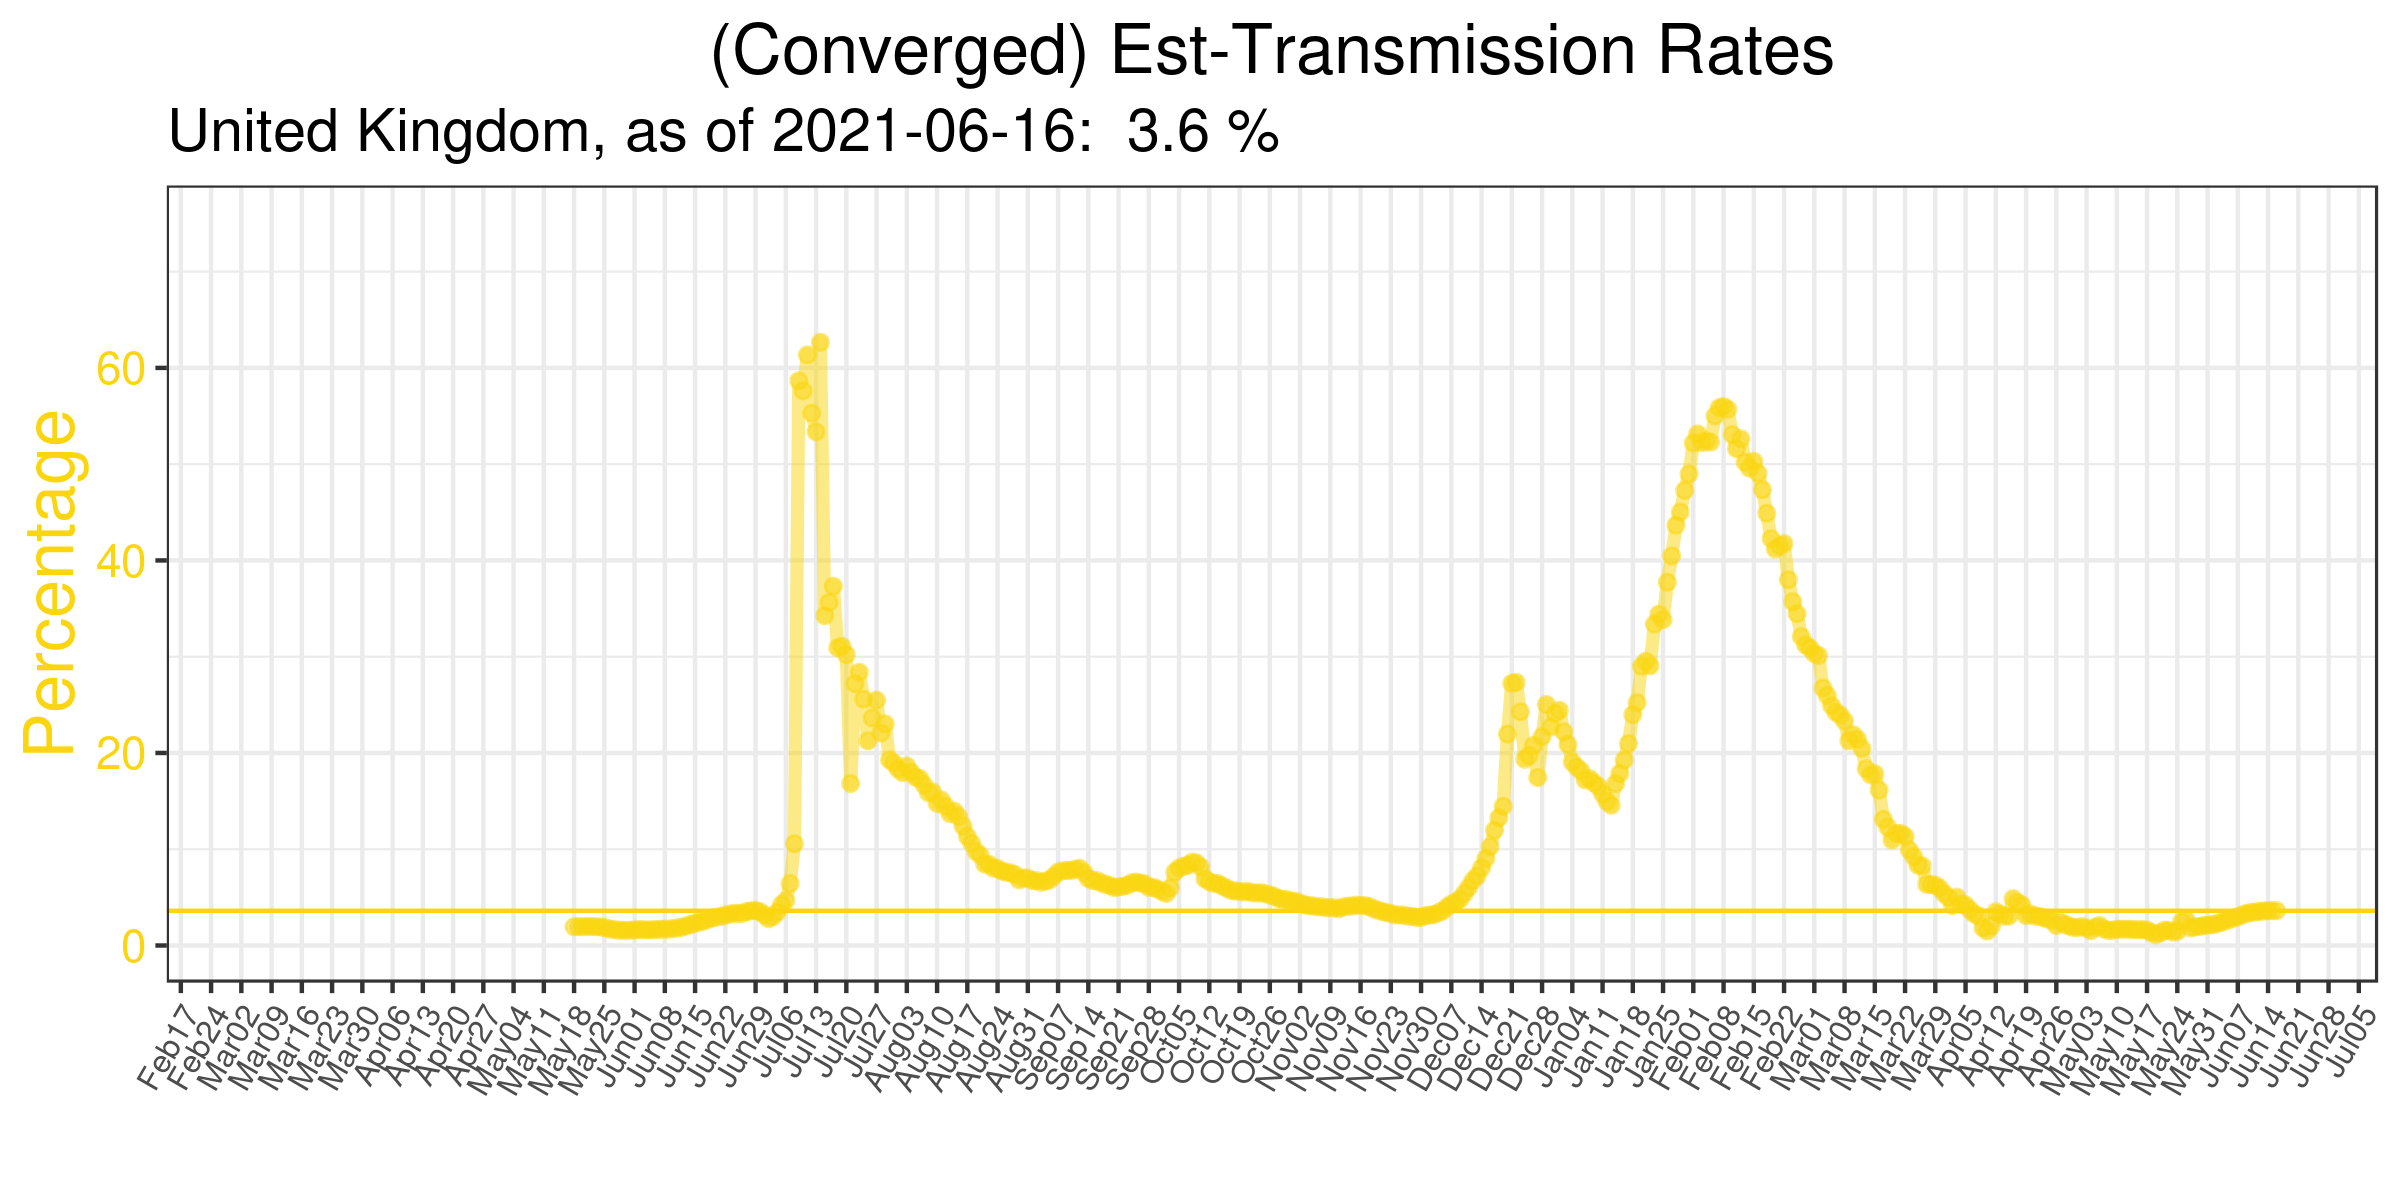 (Converged) Est-Transmission Rates
United Kingdom, as of 2021-06-16: 3.6 %
Percentage
60
40
20
0
Feb17 Feb24 Mar02 Mar09 Mar16 Mar23 Mar30 Apr06 Apr13 Apr20 Apr27 May04 May11 May18 May25 Jun01 Jun08 Jun15 Jun22 Jun29 Jul06 Jul13 Jul20 Jul27 Aug03 Aug10 Aug17 Aug24 Aug31 Sep07 Sep14 Sep21 Sep28 Oct05 Oct12 Oct19 Oct26 Nov02 Nov09 Nov16 Nov23 Nov30 Dec07 Dec14 Dec21 Dec28 Jan04 Jan11 Jan18 Jan25 Feb01 Feb08 Feb15 Feb22 Mar01 Mar08 Mar15 Mar22 Mar29 Apr05 Apr12 Apr19 Apr26 May03 May10 May17 May24 May31 Jun07 Jun14 Jun21 Jun28 Jul05